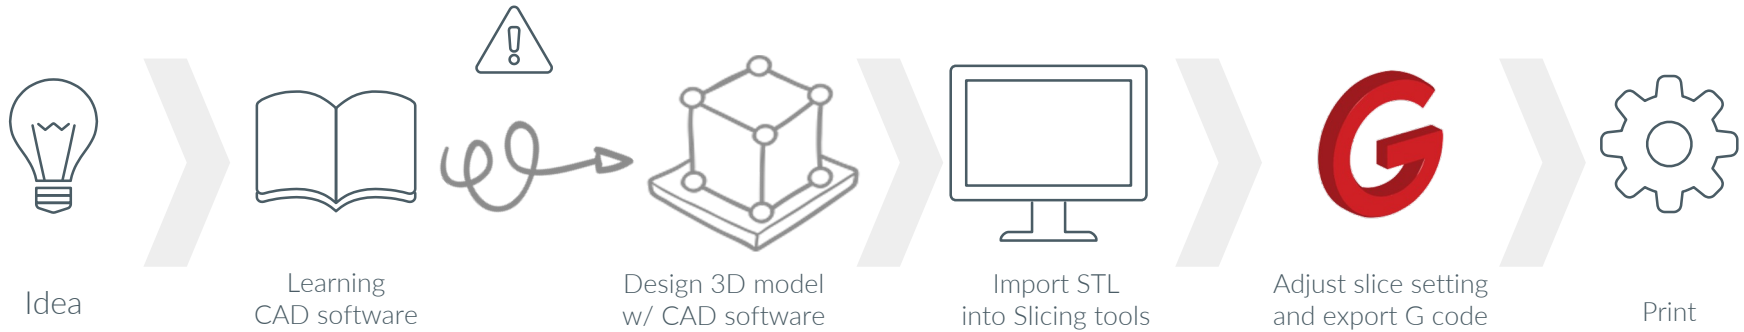 Idea
Learning
CAD software
Design 3D model
w/ CAD software
Import STL
into Slicing tools
G
Adjust slice setting
and export G code
Print